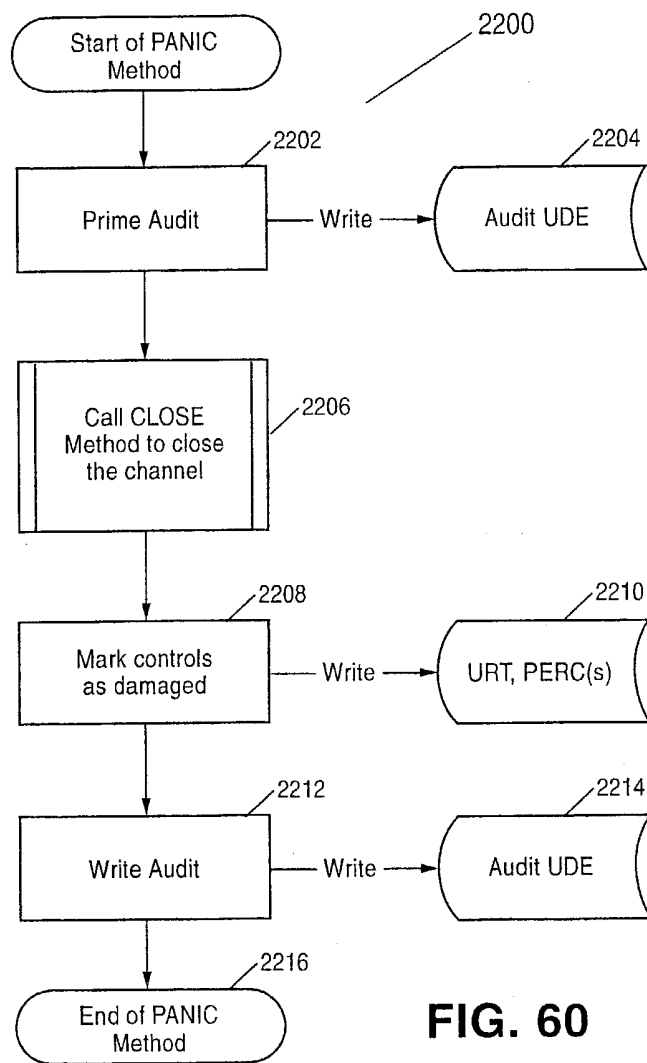 Start of PANIC
Method
2200
2202
Prime Audit
Write
2204
Audit UDE
Call CLOSE
Method to close
the channel
2206
2208
Mark controls
as damaged
Write
2210
URT, PERC(s)
2212
Write Audit
Write
2214
Audit UDE
2216
End of PANIC
Method
FIG. 60